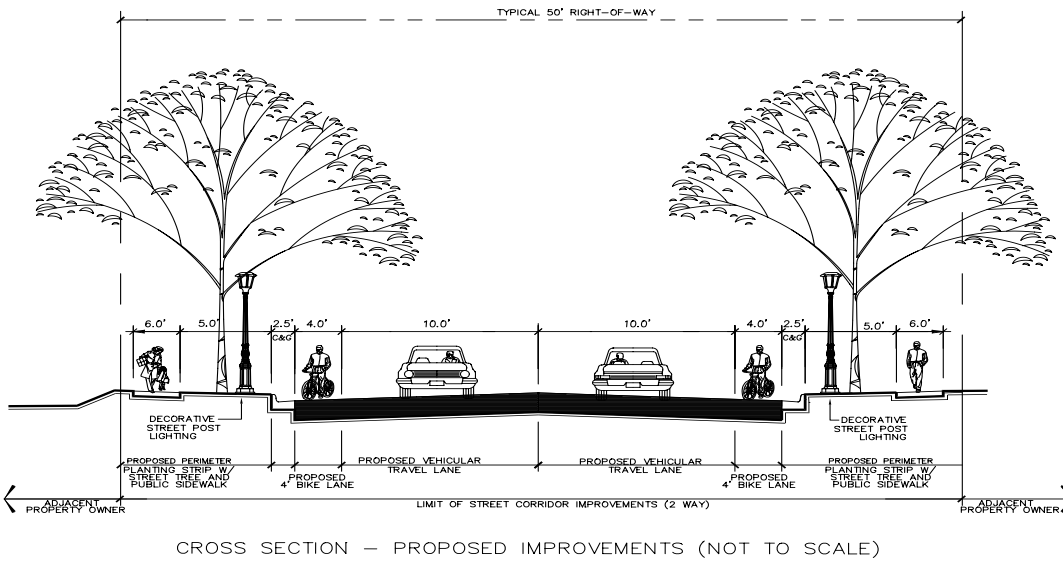 TYPICAL 50' RIGHT-OF-WAY
6.0' 5.0' 2.5' 4.0' 10.0' 10.0' 4.0' 2.5' 5.0' 6.0'
C&G C&G
DECORATIVE
STREET POST
LIGHTING
DECORATIVE
STREET POST
LIGHTING
PROPOSED PERIMETER
PLANTING STRIP W/
STREET TREE AND
PUBLIC SIDEWALK
PROPOSED
4' BIKE LANE
PROPOSED VEHICULAR
TRAVEL LANE
PROPOSED VEHICULAR
TRAVEL LANE
PROPOSED
4' BIKE LANE
PROPOSED PERIMETER
PLANTING STRIP W/
STREET TREE AND
PUBLIC SIDEWALK
ADJACENT
PROPERTY OWNER
LIMIT OF STREET CORRIDOR IMPROVEMENTS (2 WAY)
ADJACENT
PROPERTY OWNER
CROSS SECTION – PROPOSED IMPROVEMENTS (NOT TO SCALE)